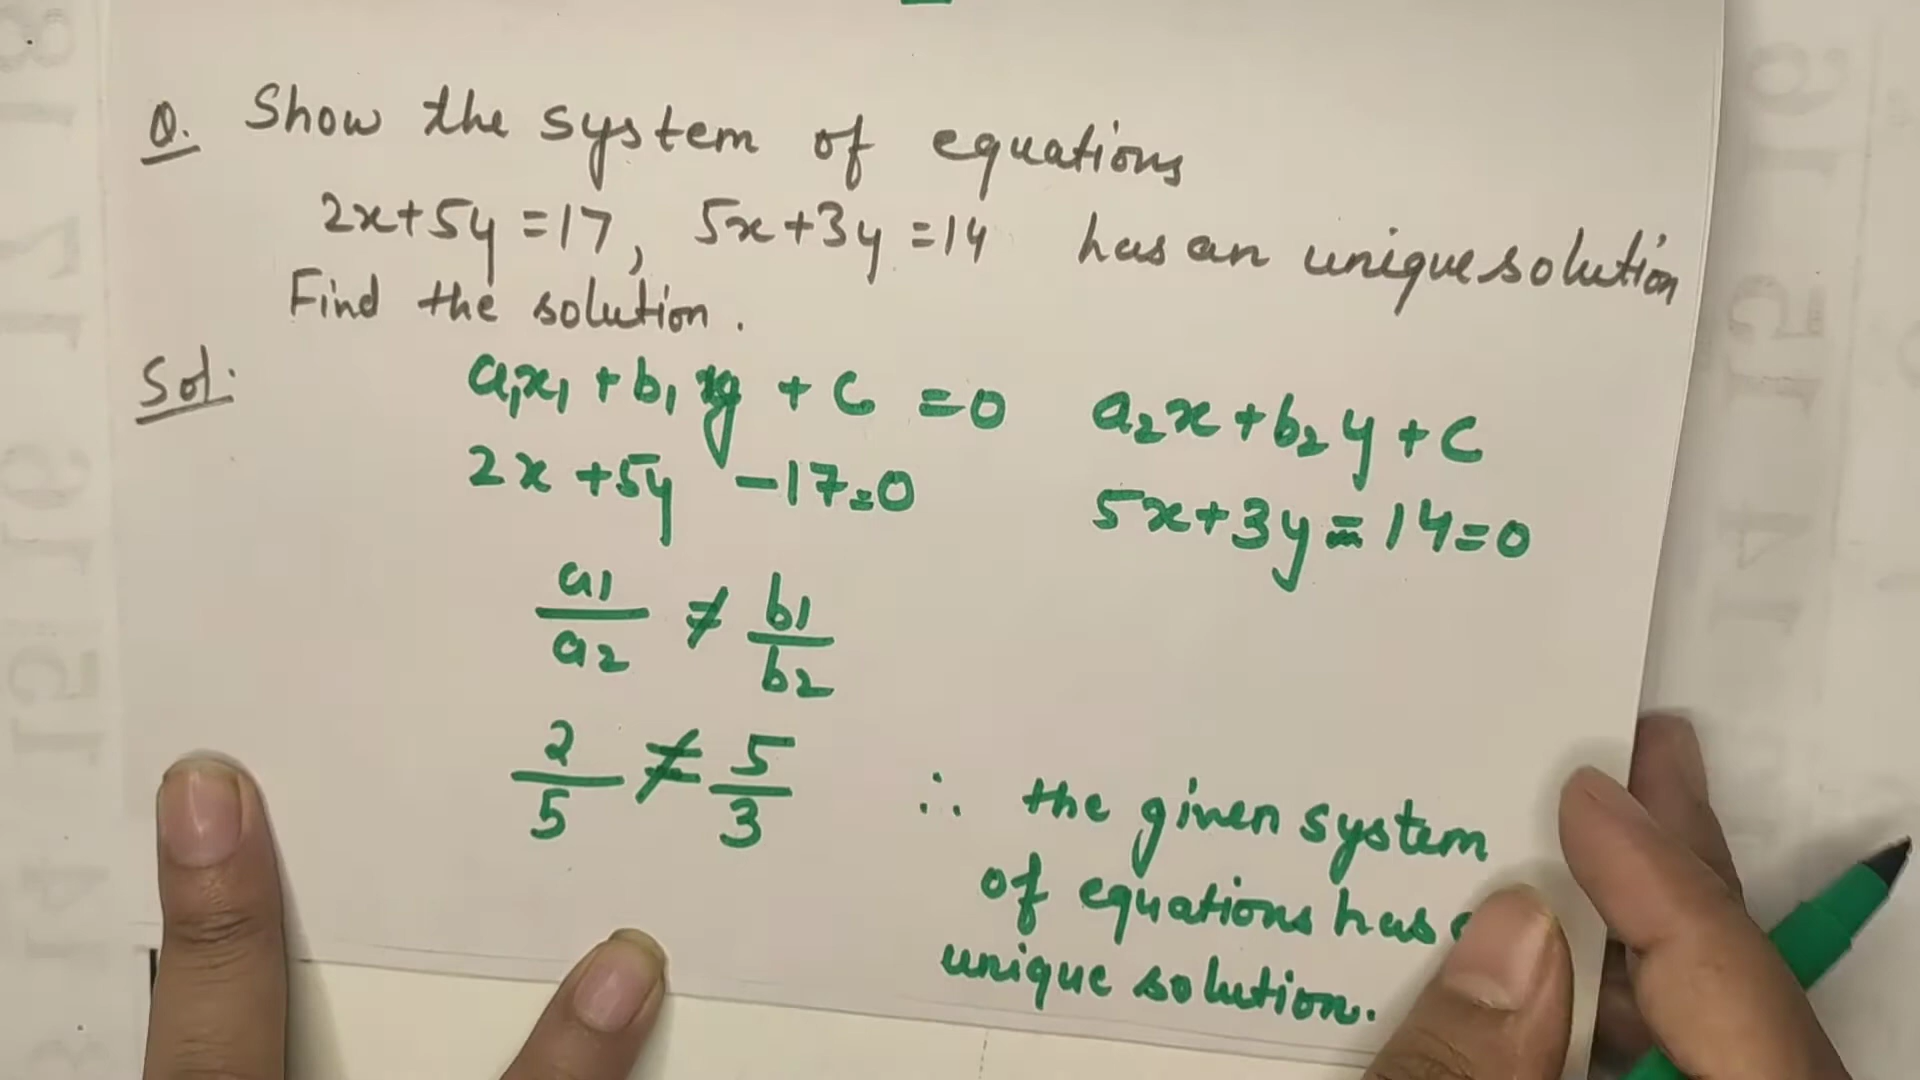 Q. Show the system of equations
2x+5y=17, 5x+3y=14 has an unique solution
Find the solution.
Sol:
a₁x₁ + b₁y + c = 0 a₂x+b₂y+c
2x+5y -17=0 5x+3y-14=0
a₁/a₂ ≠ b₁/b₂
2/5 ≠ 5/3
∴ the given system
of equations has
unique solution.